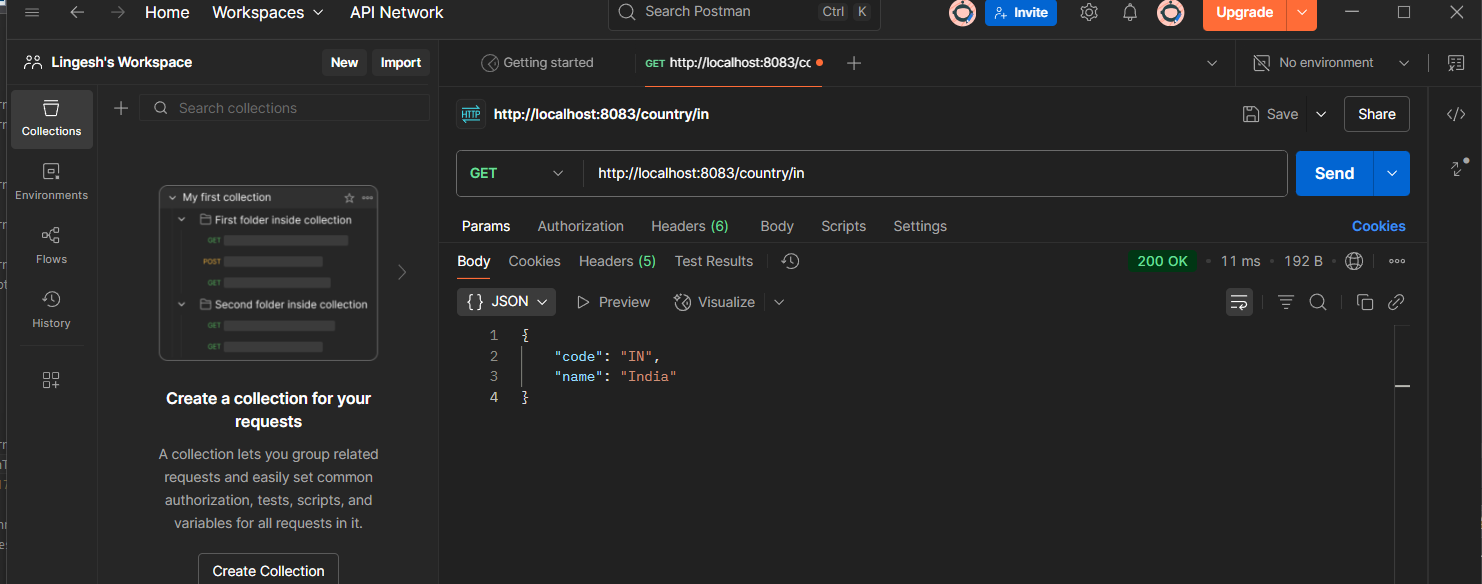 Home Workspaces API Network Search Postman Ctrl K Invite Upgrade
Lingesh's Workspace New Import
Getting started GET http://localhost:8083/cc No environment
Collections
Environments
Flows
History
Search collections
My first collection
First folder inside collection
GET
POST
GET
Second folder inside collection
GET
GET
Create a collection for your
requests
A collection lets you group related
requests and easily set common
authorization, tests, scripts, and
variables for all requests in it.
Create Collection
HTTP http://localhost:8083/country/in Save Share
GET http://localhost:8083/country/in Send
Params Authorization Headers (6) Body Scripts Settings Cookies
Body Cookies Headers (5) Test Results 200 OK • 11 ms • 192 B •
{} JSON Preview Visualize
1 {
2 "code": "IN",
3 "name": "India"
4 }